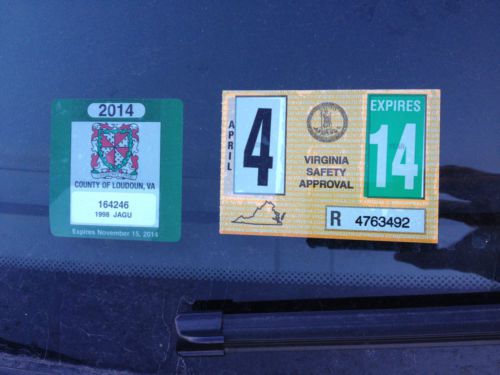 2014
COUNTY OF LOUDOUN, VA
164246
1998 JAGU
Expires November 15, 2014
APRIL
4
VIRGINIA
SAFETY
APPROVAL
EXPIRES
14
R 4763492